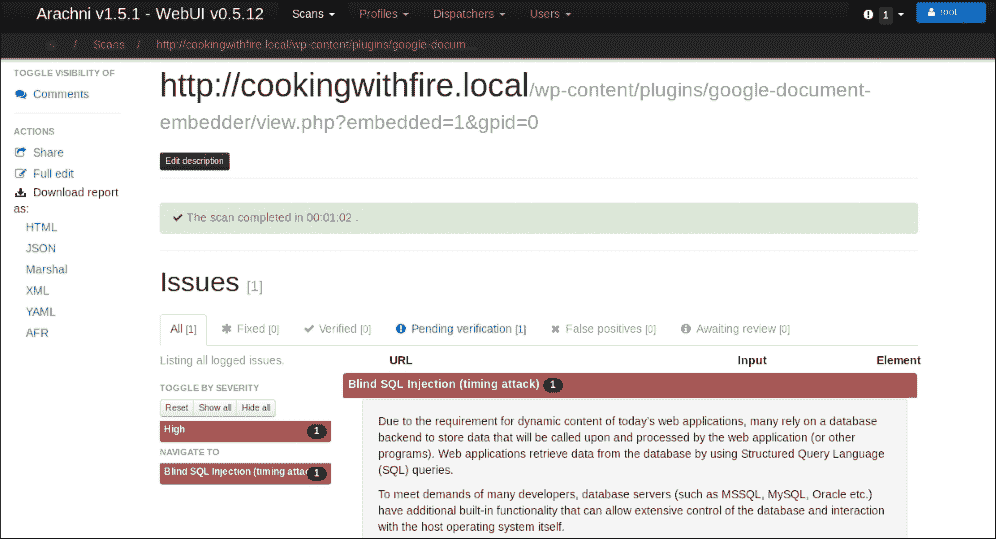 Arachni v1.5.1 - WebUI v0.5.12 Scans Profiles Dispatchers Users 1 root
/ Scans / http://cookingwithfire.local/wp-content/plugins/google-docum...
TOGGLE VISIBILITY OF
Comments
ACTIONS
Share
Full edit
Download report
as:
HTML
JSON
Marshal
XML
YAML
AFR
http://cookingwithfire.local/wp-content/plugins/google-document-
embedder/view.php?embedded=1&gpid=0
Edit description
The scan completed in 00:01:02 .
Issues [1]
All [1] Fixed [0] Verified [0] Pending verification [1] False positives [0] Awaiting review [0]
Listing all logged issues.
TOGGLE BY SEVERITY
Reset Show all Hide all
High 1
NAVIGATE TO
Blind SQL Injection (timing attac 1
URL Input Element
Blind SQL Injection (timing attack) 1
Due to the requirement for dynamic content of today's web applications, many rely on a database
backend to store data that will be called upon and processed by the web application (or other
programs). Web applications retrieve data from the database by using Structured Query Language
(SQL) queries.
To meet demands of many developers, database servers (such as MSSQL, MySQL, Oracle etc.)
have additional built-in functionality that can allow extensive control of the database and interaction
with the host operating system itself.